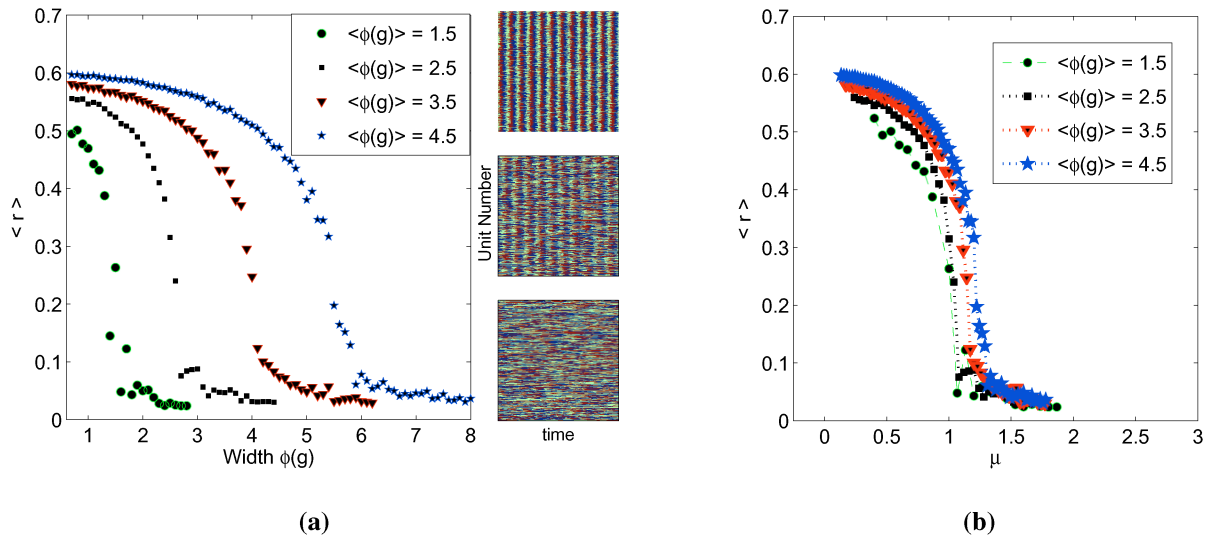 0.7
0.6
0.5
0.4
0.3
0.2
0.1
0
< r >
1 2 3 4 5 6 7 8
Width ϕ(g)
<ϕ(g)> = 1.5
<ϕ(g)> = 2.5
<ϕ(g)> = 3.5
<ϕ(g)> = 4.5
Unit Number
time
(a)
0.7
0.6
0.5
0.4
0.3
0.2
0.1
0
< r >
0 0.5 1 1.5 2 2.5 3
μ
<ϕ(g)> = 1.5
<ϕ(g)> = 2.5
<ϕ(g)> = 3.5
<ϕ(g)> = 4.5
(b)